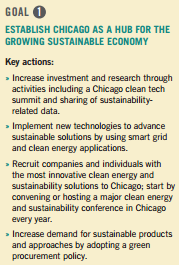 GOAL 1
ESTABLISH CHICAGO AS A HUB FOR THE
GROWING SUSTAINABLE ECONOMY
Key actions:
» Increase investment and research through
activities including a Chicago clean tech
summit and sharing of sustainability-
related data.
» Implement new technologies to advance
sustainable solutions by using smart grid
and clean energy applications.
» Recruit companies and individuals with
the most innovative clean energy and
sustainability solutions to Chicago; start by
convening or hosting a major clean energy
and sustainability conference in Chicago
every year.
» Increase demand for sustainable products
and approaches by adopting a green
procurement policy.